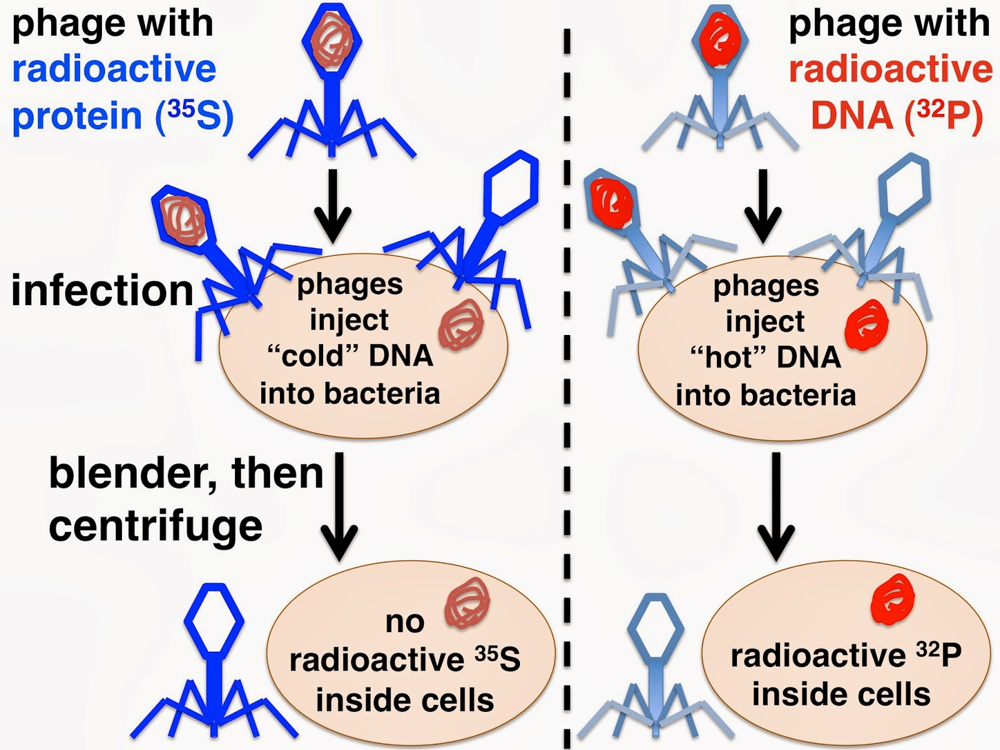 phage with
radioactive
protein (³⁵S)
phage with
radioactive
DNA (³²P)
infection
phages
inject
“cold” DNA
into bacteria
phages
inject
“hot” DNA
into bacteria
blender, then
centrifuge
no
radioactive ³⁵S
inside cells
radioactive ³²P
inside cells